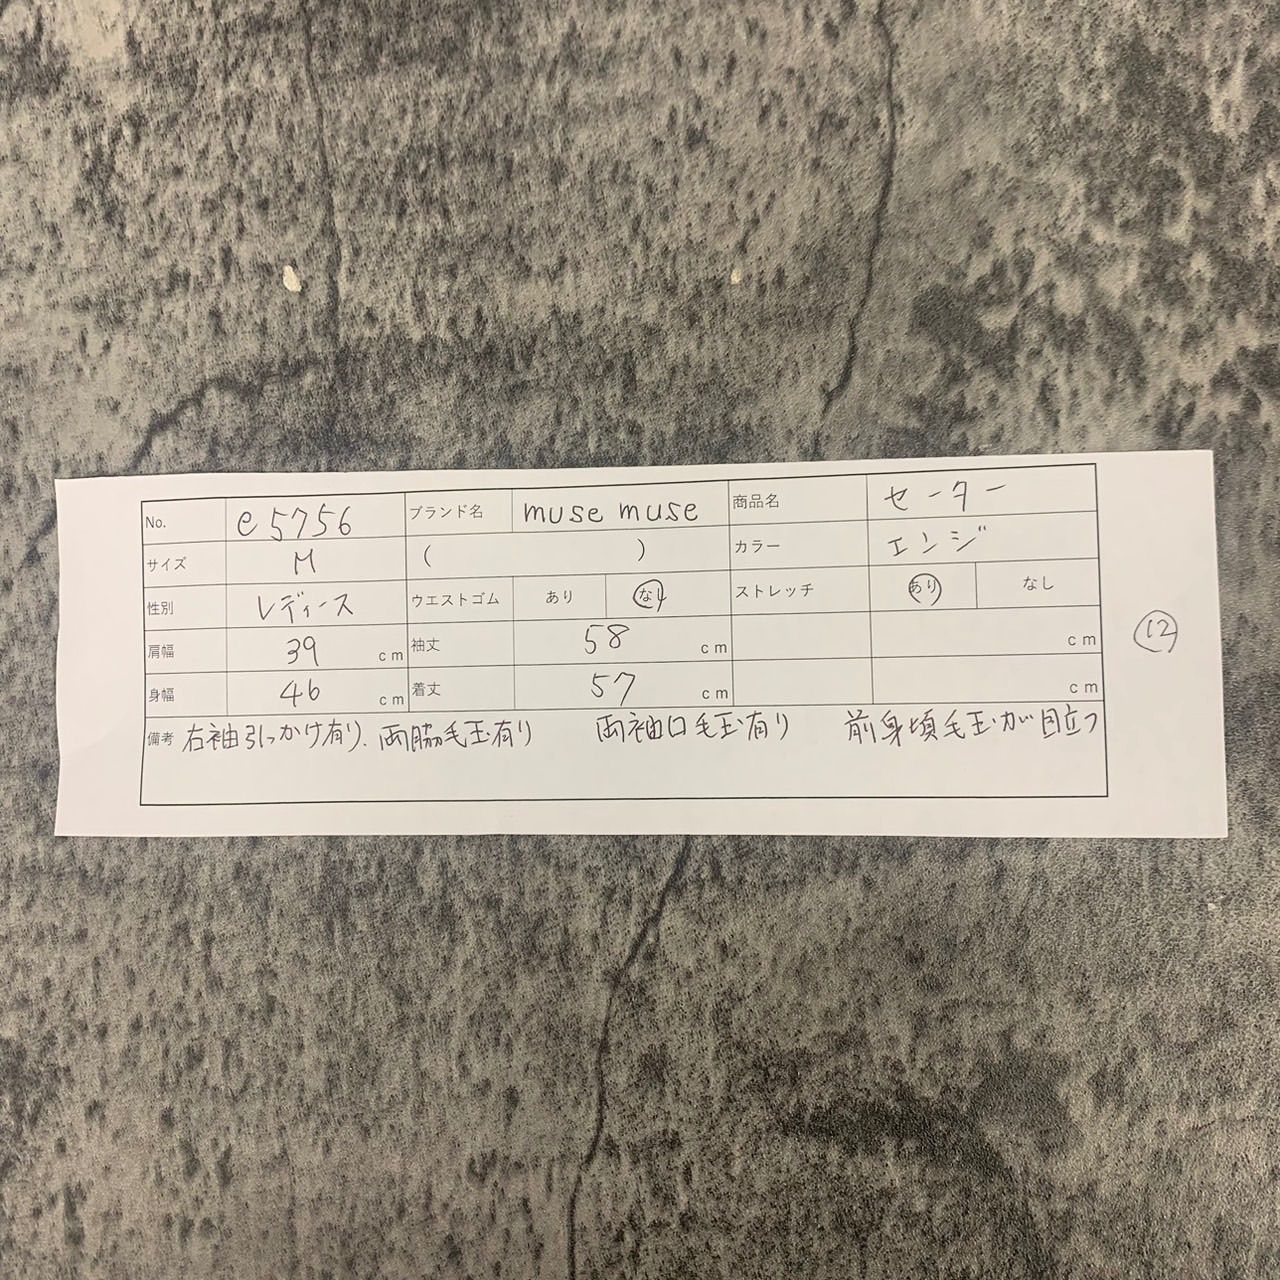 No. e5756 ブランド名 muse muse 商品名 セーター
サイズ M ( ) カラー エンジ
性別 レディース ウエストゴム あり なし ストレッチ あり なし
肩幅 39 cm 袖丈 58 cm cm
身幅 46 cm 着丈 57 cm cm
備考 右袖引っかけ有り、両脇毛玉有り 両袖口毛玉有り 前身頃毛玉が目立つ
12